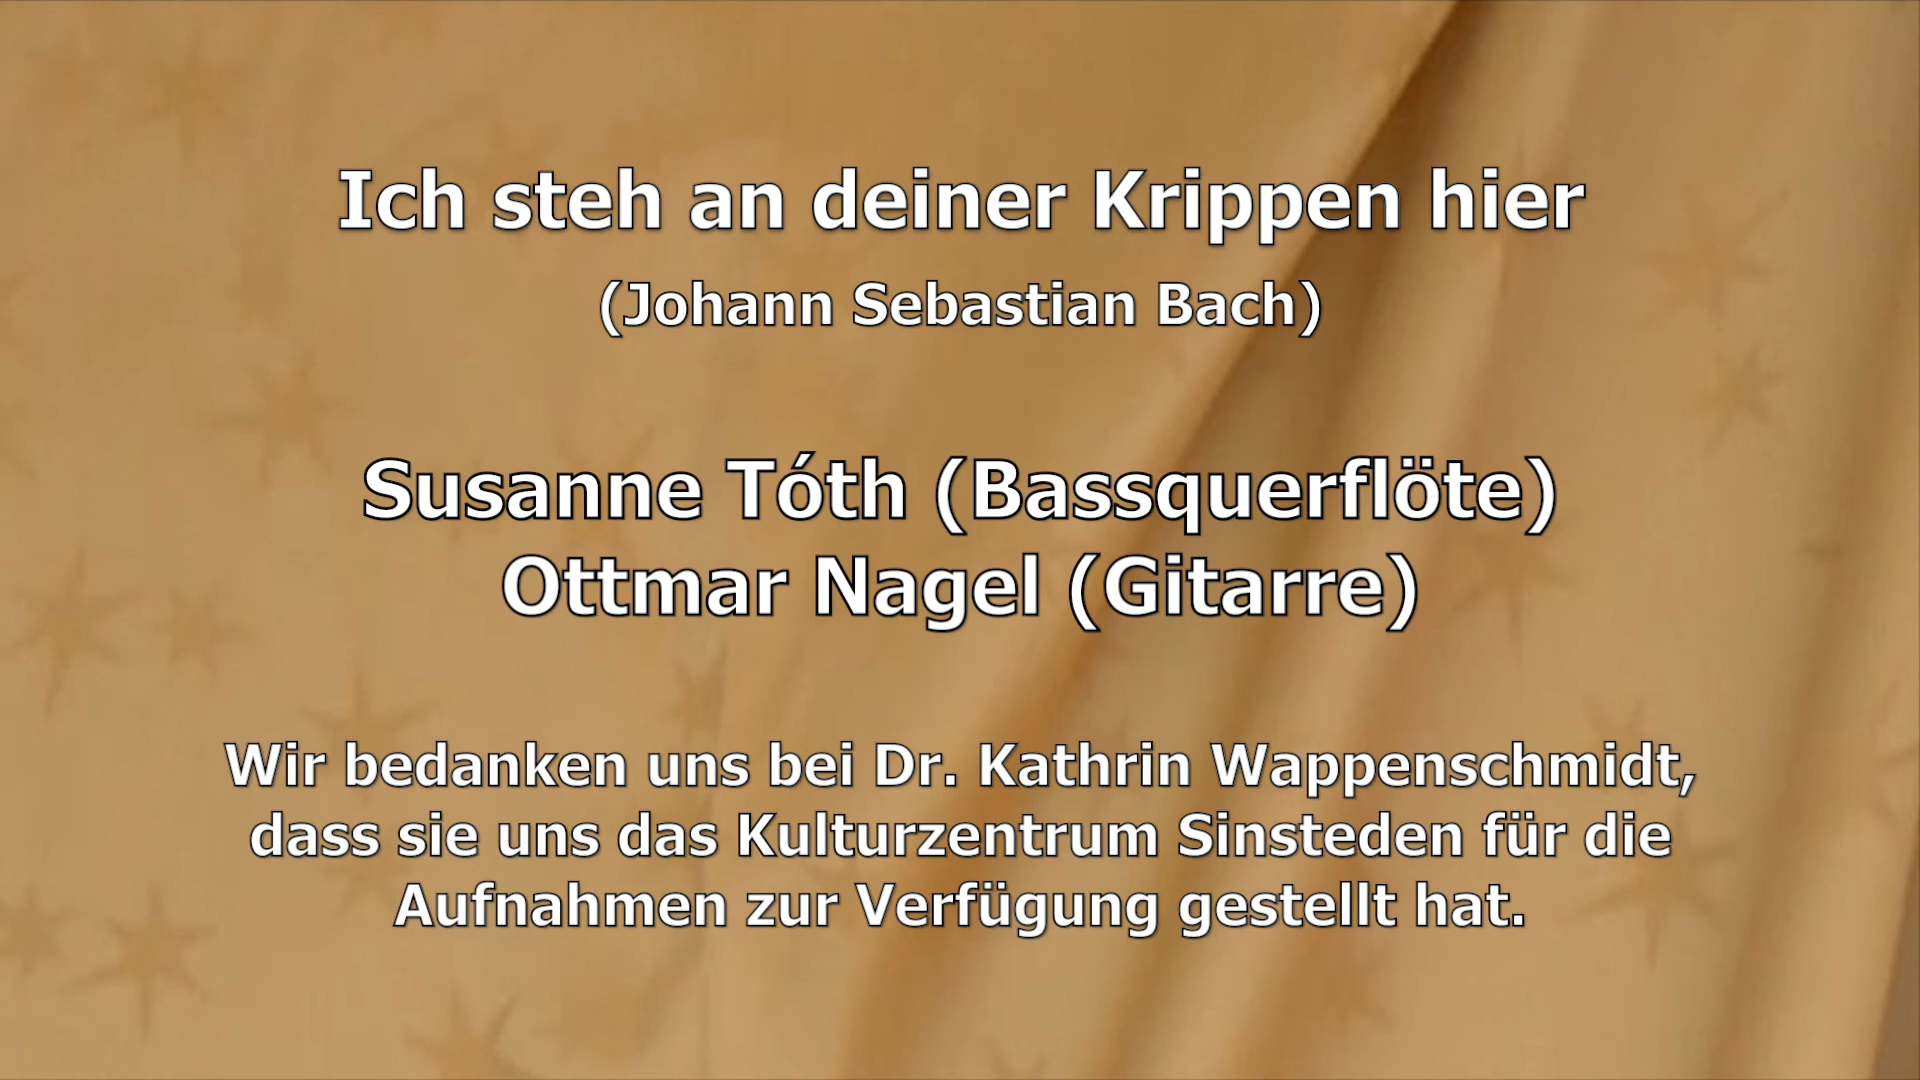 Ich steh an deiner Krippen hier
(Johann Sebastian Bach)
Susanne Tóth (Bassquerflöte)
Ottmar Nagel (Gitarre)
Wir bedanken uns bei Dr. Kathrin Wappenschmidt,
dass sie uns das Kulturzentrum Sinsteden für die
Aufnahmen zur Verfügung gestellt hat.